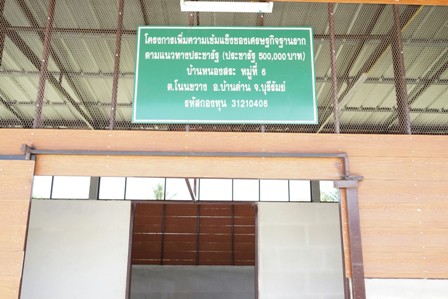 โครงการเพิ่มความเข้มแข็งของเศรษฐกิจฐานราก
ตามแนวทางประชารัฐ (ประชารัฐ 500,000 บาท)
บ้านหนองสระ หมู่ที่ 6
ต.โนนขวาง อ.บ้านด่าน จ.บุรีรัมย์
รหัสกองทุน 31210406